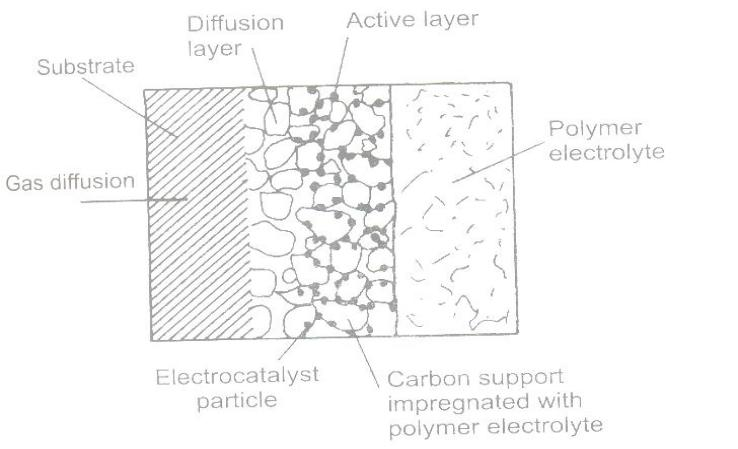 Diffusion
layer
Active layer
Substrate
Polymer
electrolyte
Gas diffusion
Electrocatalyst
particle
Carbon support
impregnated with
polymer electrolyte